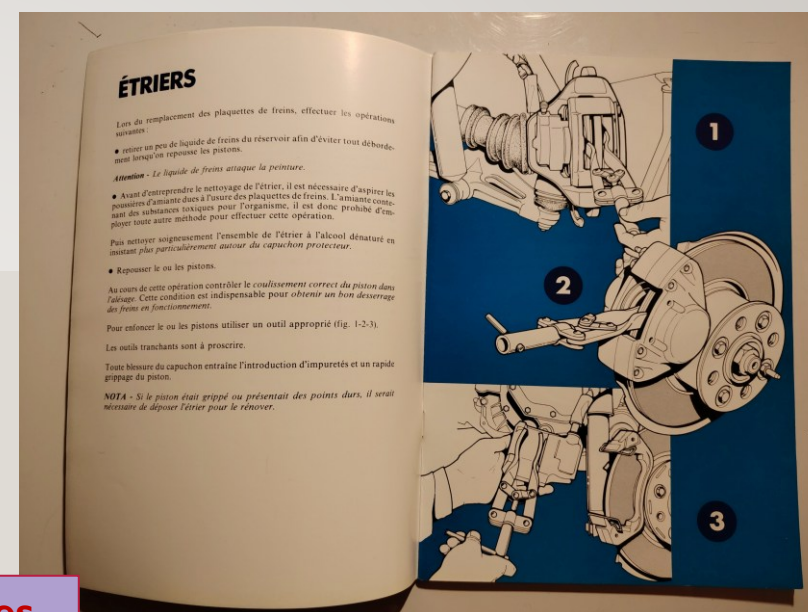 ÉTRIERS
Lors du remplacement des plaquettes de freins, effectuer les opérations
suivantes :
● retirer un peu de liquide de freins du réservoir afin d'éviter tout déborde-
ment lorsqu'on repousse les pistons.
Attention - Le liquide de freins attaque la peinture.
● Avant d'entreprendre le nettoyage de l'étrier, il est nécessaire d'aspirer les
poussières d'amiante dues à l'usure des plaquettes de freins. L'amiante conte-
nant des substances toxiques pour l'organisme, il est donc prohibé d'em-
ployer toute autre méthode pour effectuer cette opération.
Puis nettoyer soigneusement l'ensemble de l'étrier à l'alcool dénaturé en
insistant plus particulièrement autour du capuchon protecteur.
● Repousser le ou les pistons.
Au cours de cette opération contrôler le coulissement correct du piston dans
l'alésage. Cette condition est indispensable pour obtenir un bon desserrage
des freins en fonctionnement.
Pour enfoncer le ou les pistons utiliser un outil approprié (fig. 1-2-3).
Les outils tranchants sont à proscrire.
Toute blessure du capuchon entraîne l'introduction d'impuretés et un rapide
grippage du piston.
NOTA - Si le piston était grippé ou présentait des points durs, il serait
nécessaire de déposer l'étrier pour le rénover.
1
2
3